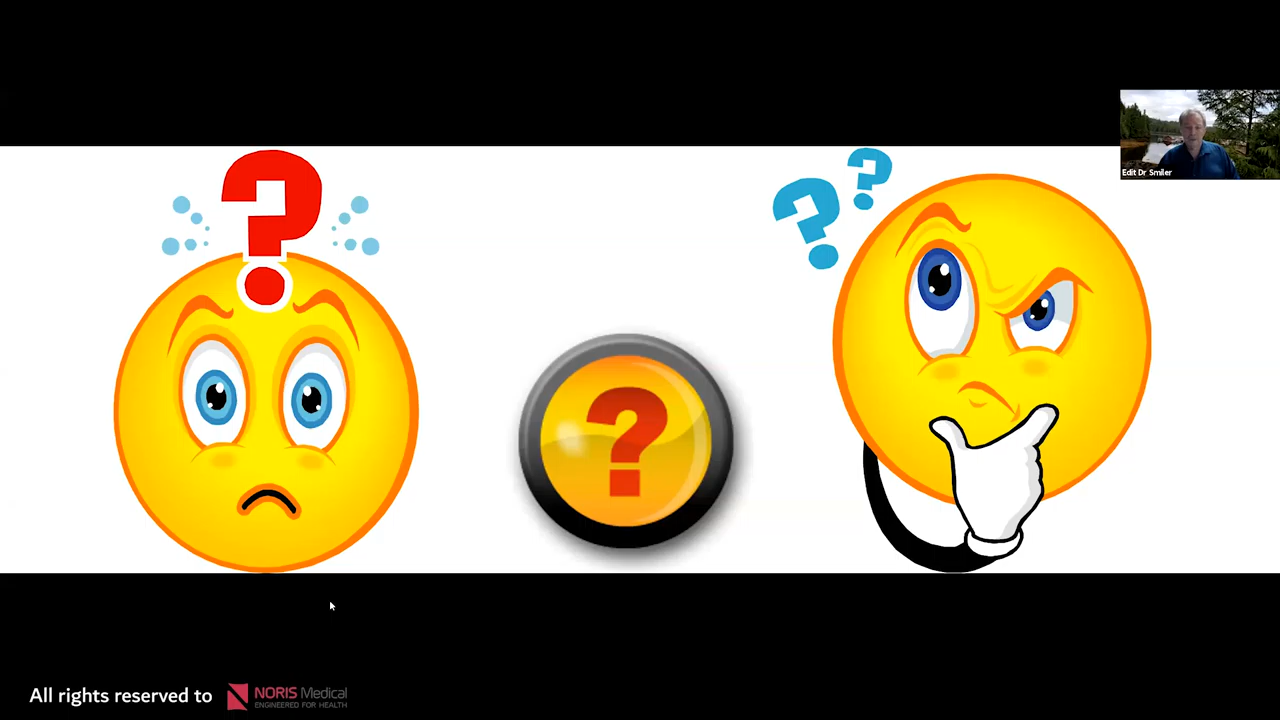 ?
? ?
Edit Dr Smiler
?
All rights reserved to NORIS Medical
ENGINEERED FOR HEALTH